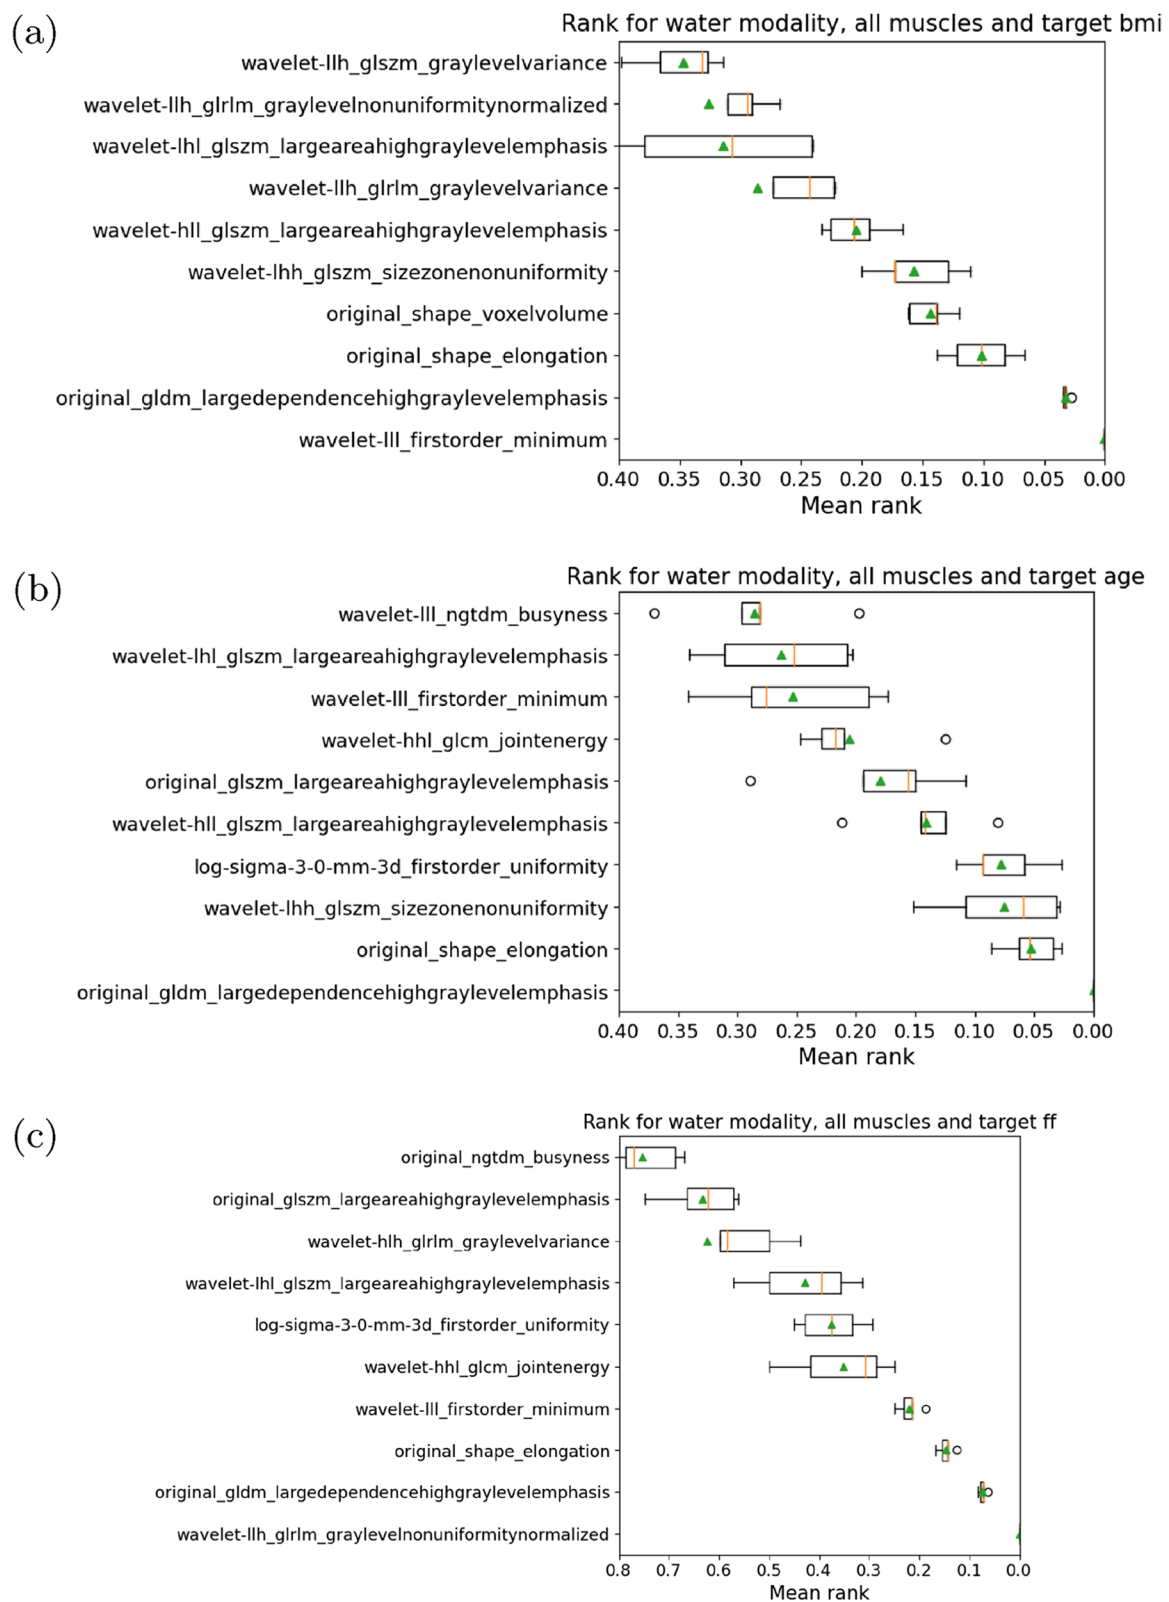 (a)
Rank for water modality, all muscles and target bmi
wavelet-llh_glszm_graylevelvariance
wavelet-llh_glrlm_graylevelnonuniformitynormalized
wavelet-lhl_glszm_largeareahighgraylevelemphasis
wavelet-llh_glrlm_graylevelvariance
wavelet-hll_glszm_largeareahighgraylevelemphasis
wavelet-lhh_glszm_sizezonenonuniformity
original_shape_voxelvolume
original_shape_elongation
original_gldm_largedependencehighgraylevelemphasis
wavelet-lll_firstorder_minimum
0.40 0.35 0.30 0.25 0.20 0.15 0.10 0.05 0.00
Mean rank
(b)
Rank for water modality, all muscles and target age
wavelet-lll_ngtdm_busyness
wavelet-lhl_glszm_largeareahighgraylevelemphasis
wavelet-lll_firstorder_minimum
wavelet-hhl_glcm_jointenergy
original_glszm_largeareahighgraylevelemphasis
wavelet-hll_glszm_largeareahighgraylevelemphasis
log-sigma-3-0-mm-3d_firstorder_uniformity
wavelet-lhh_glszm_sizezonenonuniformity
original_shape_elongation
original_gldm_largedependencehighgraylevelemphasis
0.40 0.35 0.30 0.25 0.20 0.15 0.10 0.05 0.00
Mean rank
(c)
Rank for water modality, all muscles and target ff
original_ngtdm_busyness
original_glszm_largeareahighgraylevelemphasis
wavelet-hlh_glrlm_graylevelvariance
wavelet-lhl_glszm_largeareahighgraylevelemphasis
log-sigma-3-0-mm-3d_firstorder_uniformity
wavelet-hhl_glcm_jointenergy
wavelet-lll_firstorder_minimum
original_shape_elongation
original_gldm_largedependencehighgraylevelemphasis
wavelet-llh_glrlm_graylevelnonuniformitynormalized
0.8 0.7 0.6 0.5 0.4 0.3 0.2 0.1 0.0
Mean rank